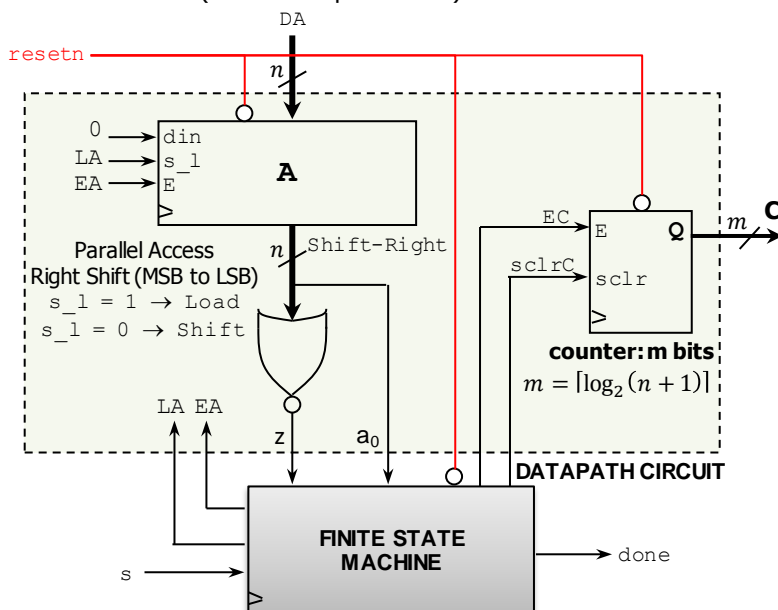 DA
resetn
n
0
din
LA
s_l
EA
E
A
n
Shift-Right
Parallel Access
Right Shift (MSB to LSB)
s_l = 1 → Load
s_l = 0 → Shift
EC
E
Q
m
C
sclrC
sclr
counter: m bits
m = ⌈log₂(n + 1)⌉
LA EA
z
a₀
DATAPATH CIRCUIT
FINITE STATE
MACHINE
done
s